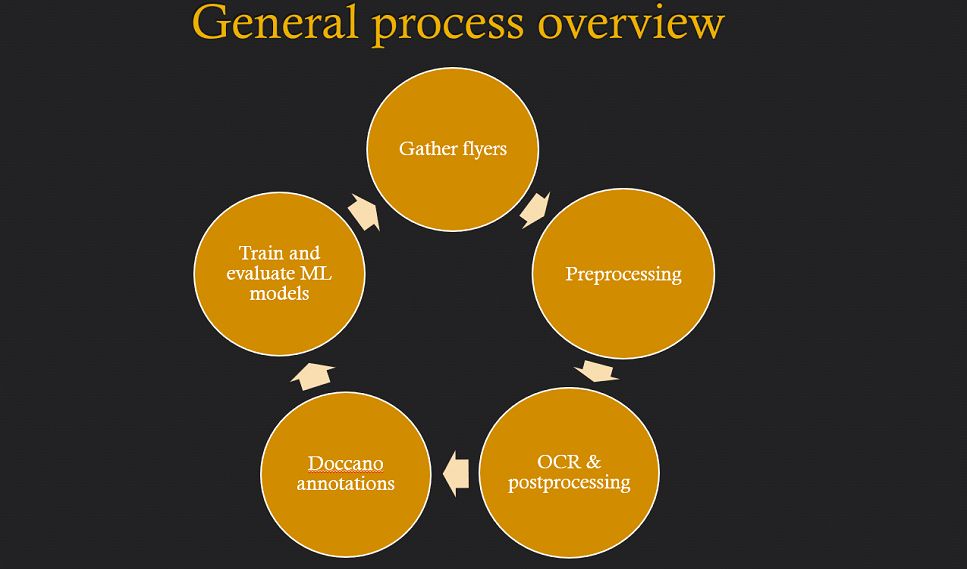 General process overview
Gather flyers
Preprocessing
OCR &
postprocessing
Doccano
annotations
Train and
evaluate ML
models